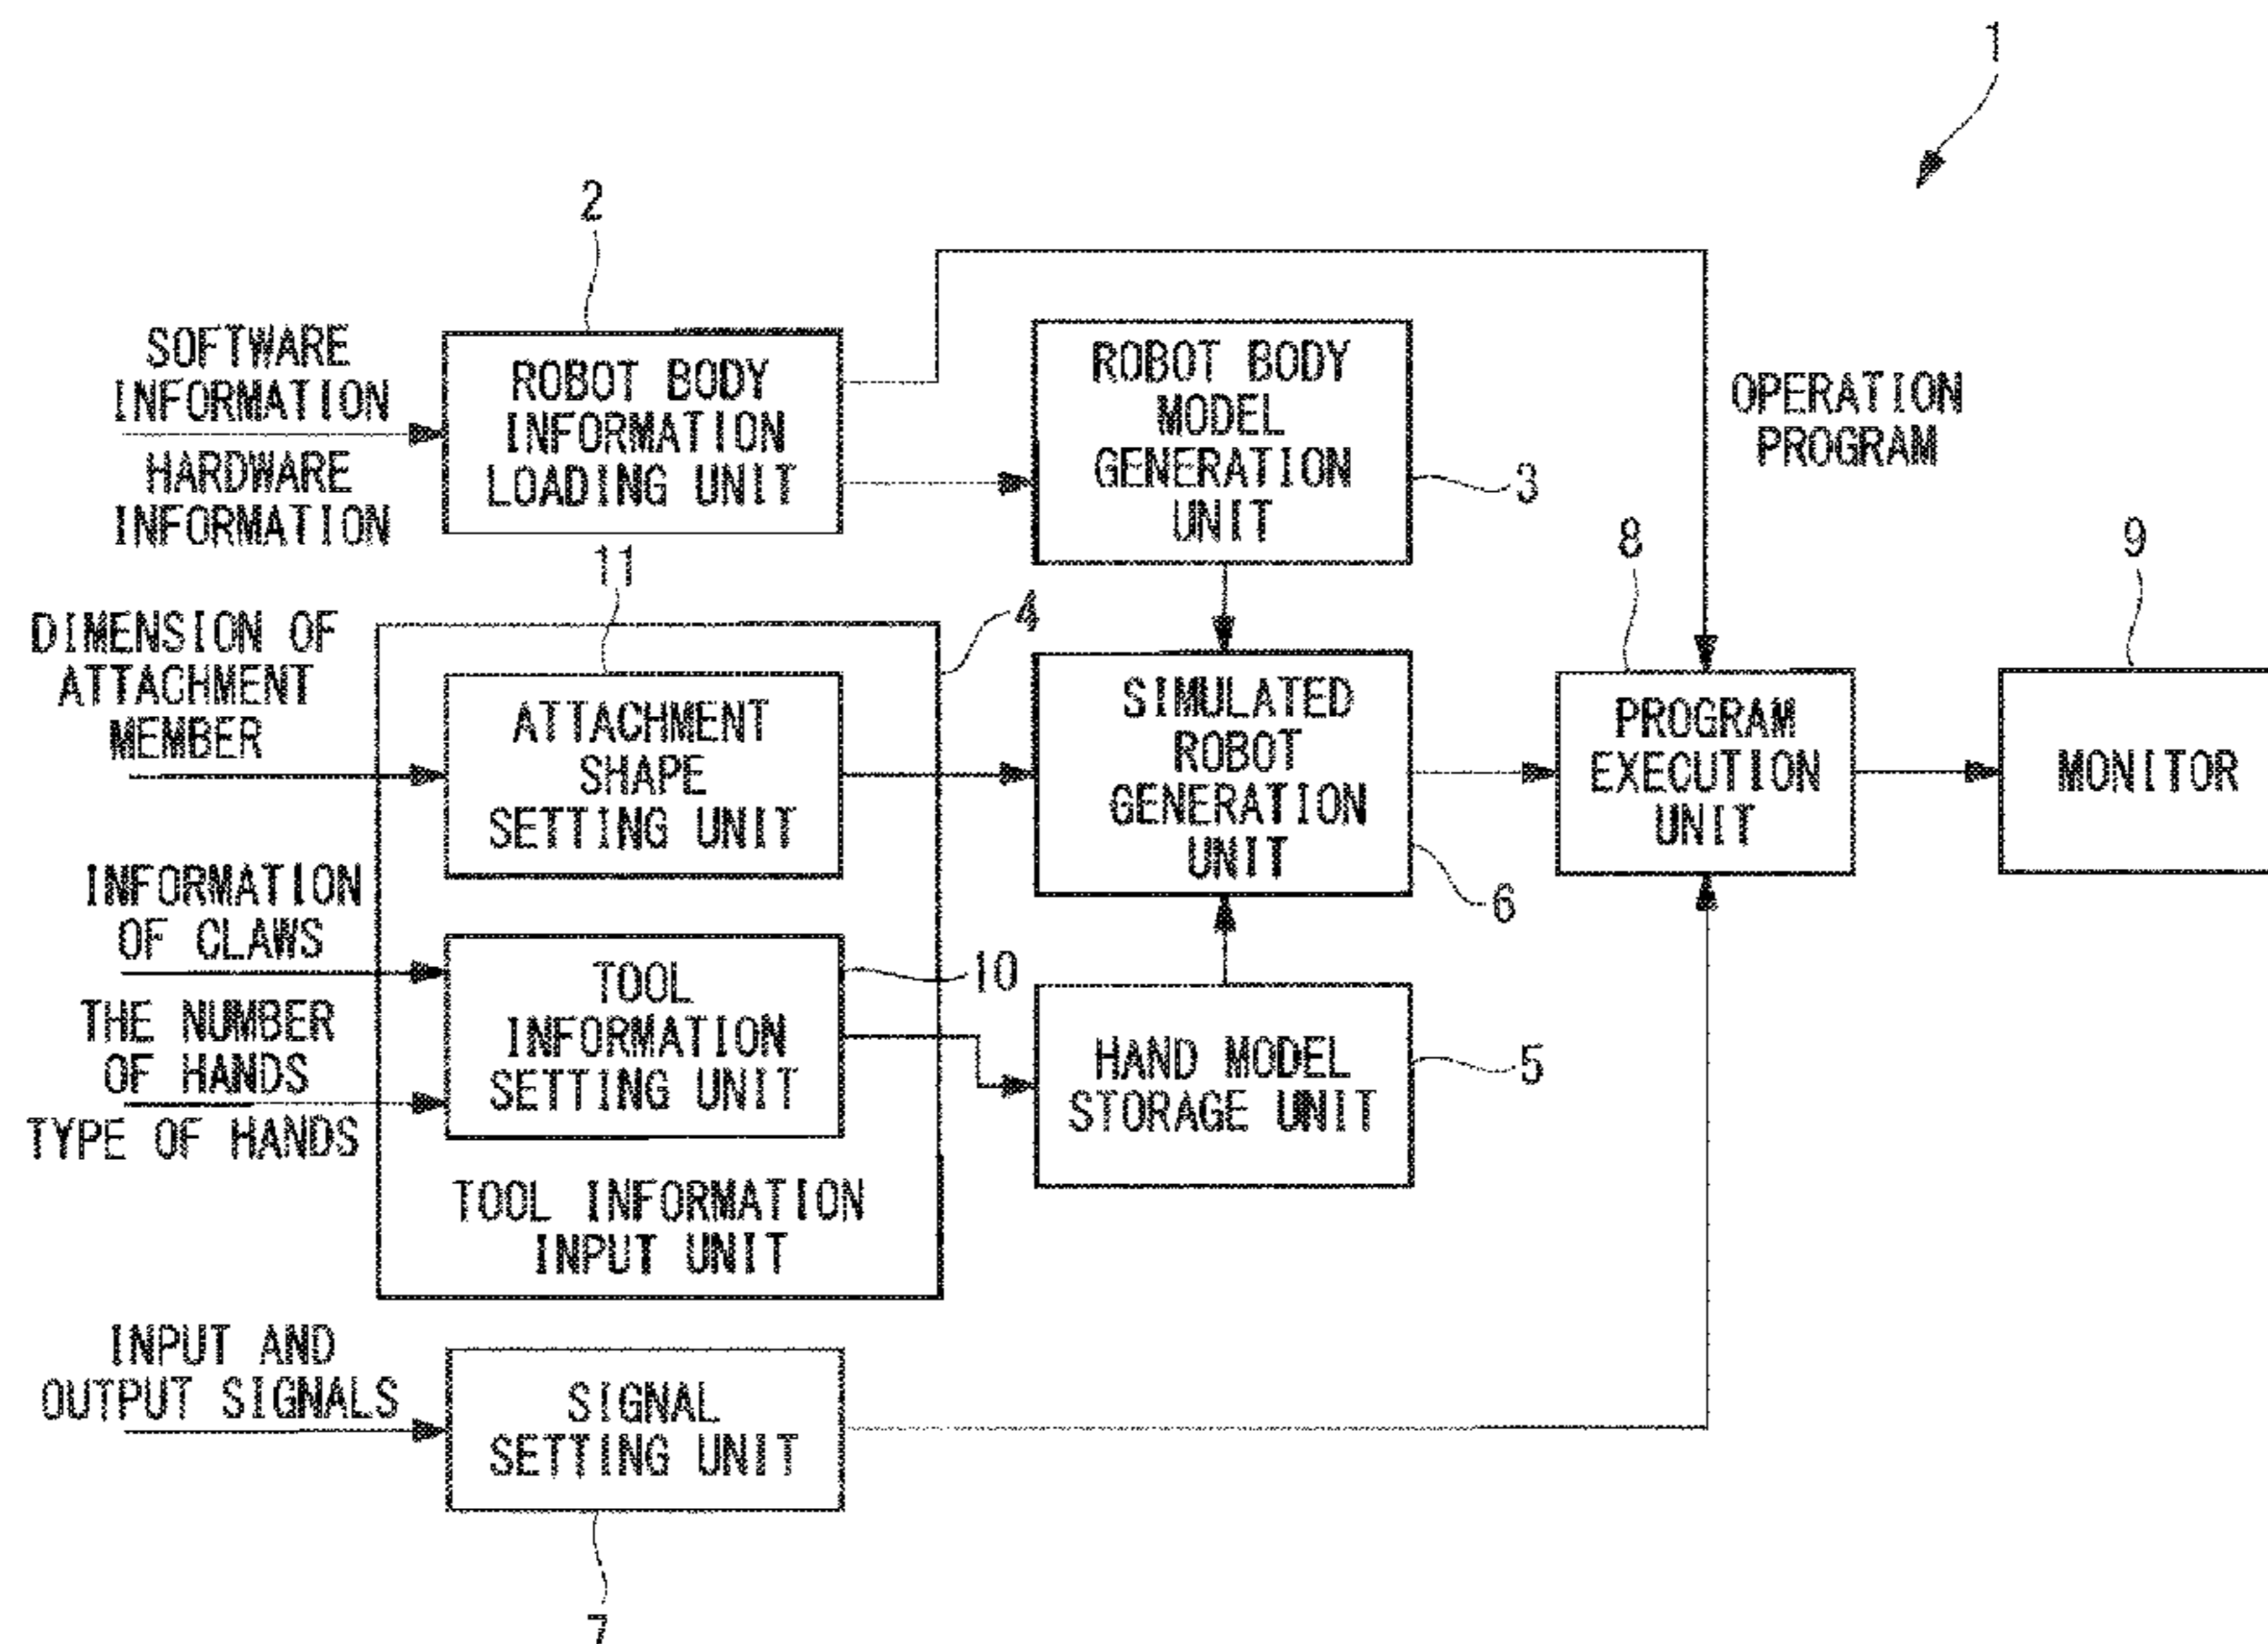 1
2
SOFTWARE
INFORMATION
HARDWARE
INFORMATION
ROBOT BODY
INFORMATION
LOADING UNIT
ROBOT BODY
MODEL
GENERATION
UNIT
3
OPERATION
PROGRAM
11
4
8
9
DIMENSION OF
ATTACHMENT
MEMBER
ATTACHMENT
SHAPE
SETTING UNIT
SIMULATED
ROBOT
GENERATION
UNIT
6
PROGRAM
EXECUTION
UNIT
MONITOR
INFORMATION
OF CLAWS
THE NUMBER
OF HANDS
TYPE OF HANDS
TOOL
INFORMATION
SETTING UNIT
10
HAND MODEL
STORAGE UNIT
5
TOOL INFORMATION
INPUT UNIT
INPUT AND
OUTPUT SIGNALS
SIGNAL
SETTING UNIT
7